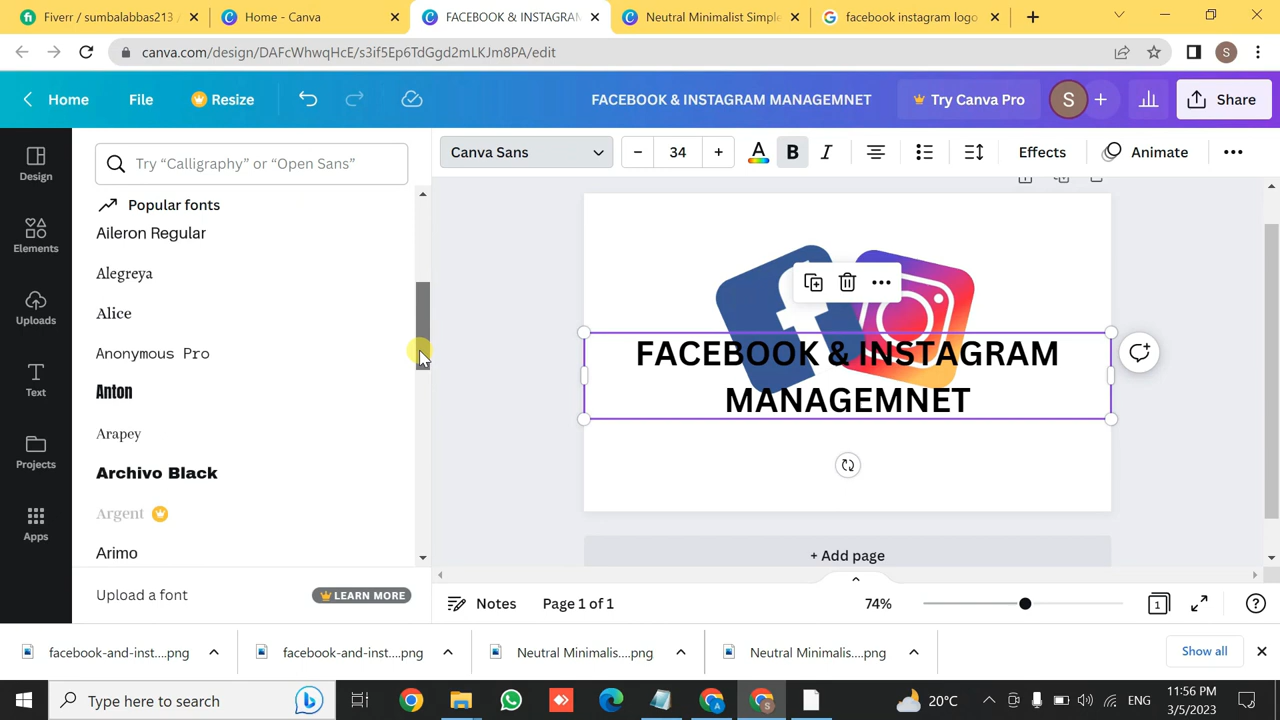 Fiverr / sumbalabbas213 /
Home - Canva
FACEBOOK & INSTAGRAM
Neutral Minimalist Simple
facebook instagram logo
canva.com/design/DAFcWhwqHcE/s3if5Ep6TdGgd2mLKJm8PA/edit
S
Home
File
Resize
FACEBOOK & INSTAGRAM MANAGEMNET
S
Try Canva Pro
Share
Design
Elements
Uploads
Text
Projects
Apps
Try “Calligraphy” or “Open Sans”
Popular fonts
Aileron Regular
Alegreya
Alice
Anonymous Pro
Anton
Arapey
Archivo Black
Argent
Arimo
Upload a font
LEARN MORE
Canva Sans
34
A
B
I
Effects
Animate
FACEBOOK & INSTAGRAM
MANAGEMNET
+ Add page
Notes
Page 1 of 1
74%
1
facebook-and-inst....png
facebook-and-inst....png
Neutral Minimalis....png
Neutral Minimalis....png
Show all
Type here to search
20°C
ENG
11:56 PM
3/5/2023